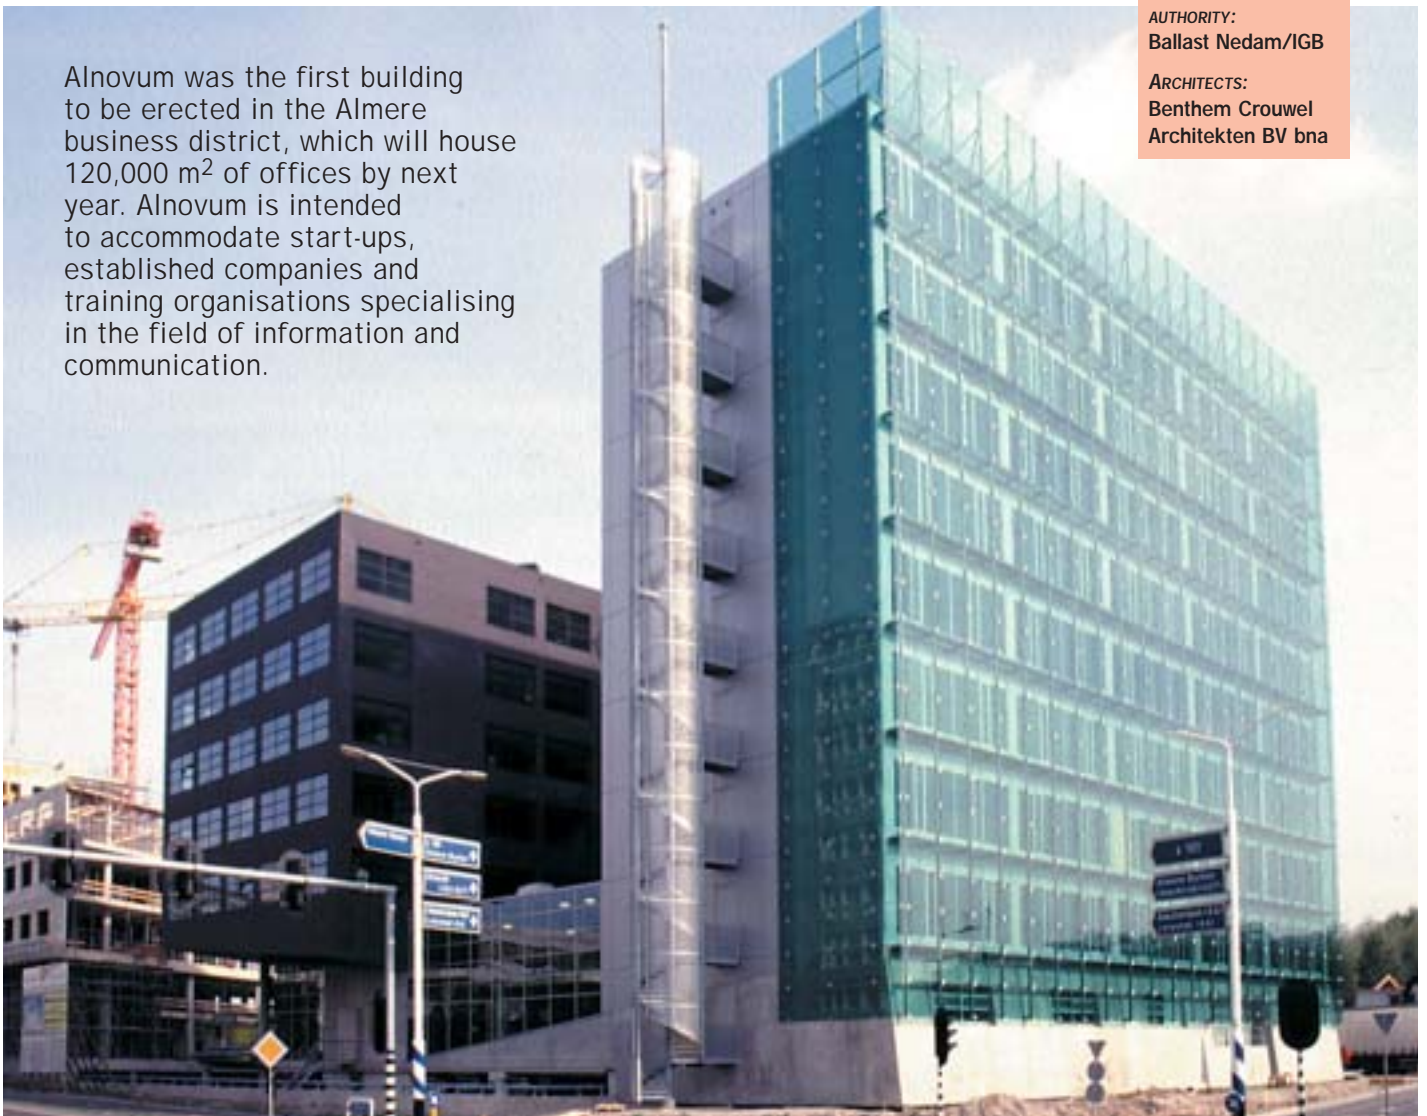 Alnovum was the first building
to be erected in the Almere
business district, which will house
120,000 m² of offices by next
year. Alnovum is intended
to accommodate start-ups,
established companies and
training organisations specialising
in the field of information and
communication.
AUTHORITY:
Ballast Nedam/IGB
ARCHITECTS:
Benthem Crouwel
Architekten BV bna